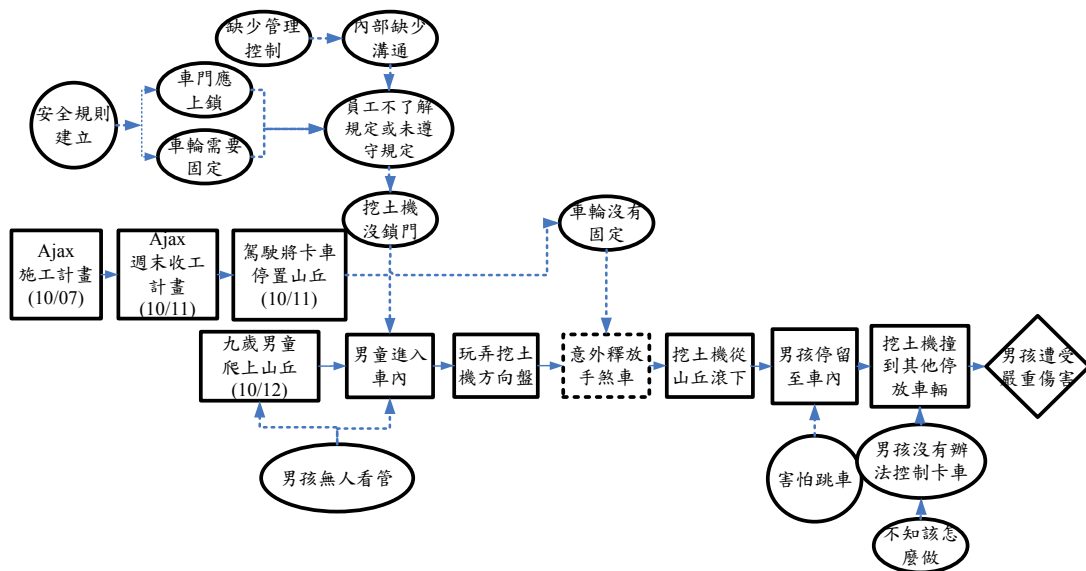 缺少管理
控制
內部缺少
溝通
車門應
上鎖
安全規則
建立
車輪需要
固定
員工不了解
規定或未遵
守規定
挖土機
沒鎖門
車輪沒有
固定
Ajax
施工計畫
(10/07)
Ajax
週末收工
計畫
(10/11)
駕駛將卡車
停置山丘
(10/11)
九歲男童
爬上山丘
(10/12)
男童進入
車內
玩弄挖土
機方向盤
意外釋放
手煞車
挖土機從
山丘滾下
男孩停留
至車內
挖土機撞
到其他停
放車輛
男孩遭受
嚴重傷害
男孩無人看管
害怕跳車
男孩沒有辦
法控制卡車
不知該怎
麼做